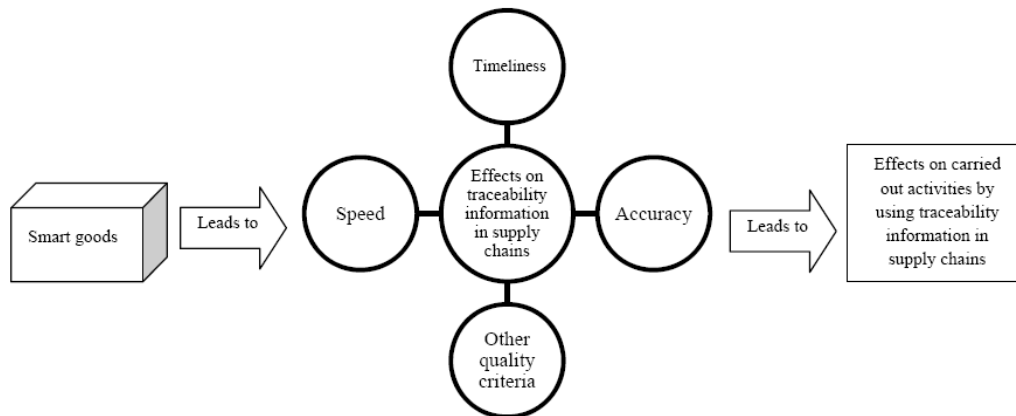 Smart goods
Leads to
Timeliness
Speed
Effects on
traceability
information
in supply
chains
Accuracy
Other
quality
criteria
Leads to
Effects on carried
out activities by
using traceability
information in
supply chains